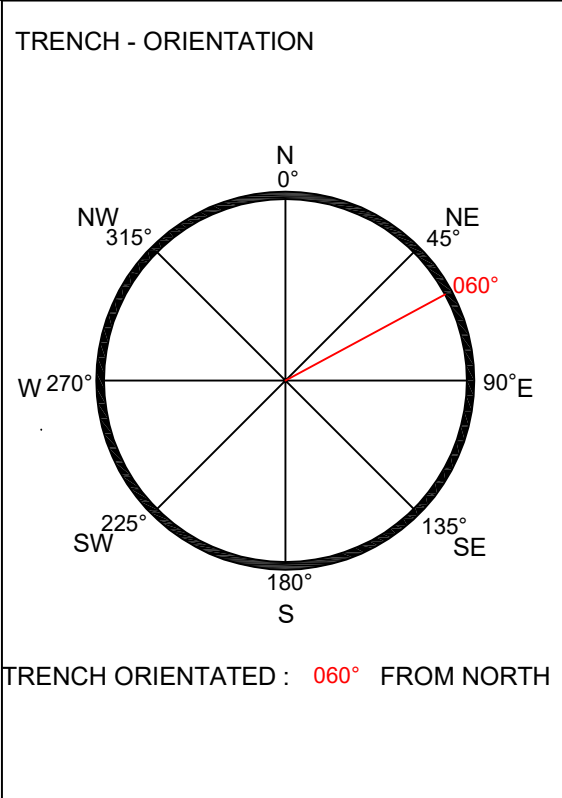 TRENCH - ORIENTATION
N
0°
NW
NE
315°
45°
060°
W 270°
90° E
225°
135°
SW
SE
180°
S
TRENCH ORIENTATED : 060° FROM NORTH